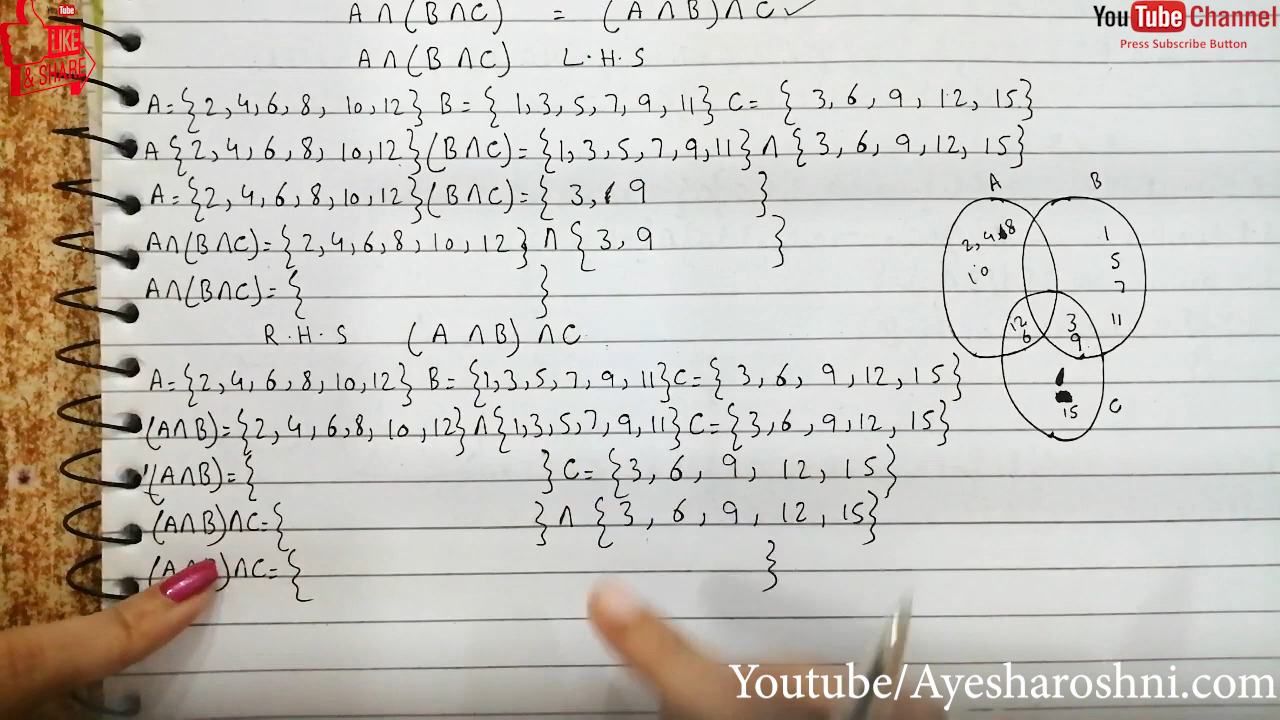 A ∩ (B ∩ C) = (A ∩ B) ∩ C ✓
A ∩ (B ∩ C) L.H.S
A = {2, 4, 6, 8, 10, 12} B = {1, 3, 5, 7, 9, 11} C = {3, 6, 9, 12, 15}
A {2, 4, 6, 8, 10, 12} (B ∩ C) = {1, 3, 5, 7, 9, 11} ∩ {3, 6, 9, 12, 15}
A = {2, 4, 6, 8, 10, 12} (B ∩ C) = {3, 9 }
A ∩ (B ∩ C) = {2, 4, 6, 8, 10, 12} ∩ {3, 9 }
A ∩ (B ∩ C) = { }
R.H.S (A ∩ B) ∩ C
A = {2, 4, 6, 8, 10, 12} B = {1, 3, 5, 7, 9, 11} C = {3, 6, 9, 12, 15}
(A ∩ B) = {2, 4, 6, 8, 10, 12} ∩ {1, 3, 5, 7, 9, 11} C = {3, 6, 9, 12, 15}
(A ∩ B) = { } C = {3, 6, 9, 12, 15}
(A ∩ B) ∩ C = { } ∩ {3, 6, 9, 12, 15}
(A ∩ ) ∩ C = { }
A B
2, 4 8
10
1
5
7
11
12
6
3
9
15 C
YouTube Channel
Press Subscribe Button
Tube
LIKE
& SHARE
Youtube/Ayesharoshni.com